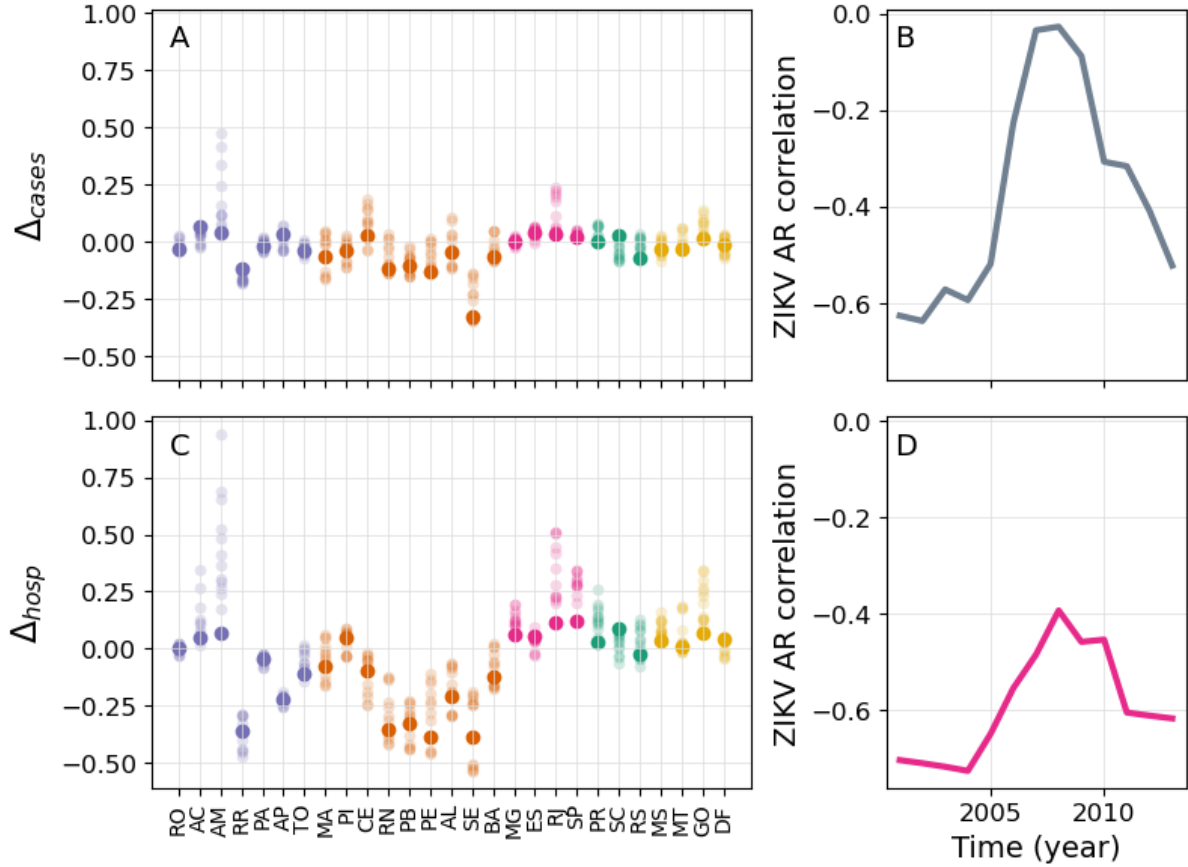 A
1.00
0.75
0.50
0.25
0.00
−0.25
−0.50
Δcases
B
0.0
−0.2
−0.4
−0.6
ZIKV AR correlation
C
1.00
0.75
0.50
0.25
0.00
−0.25
−0.50
Δhosp
RO AC AM RR PA AP TO MA PI CE RN PB PE AL SE BA MG ES RJ SP PR SC RS MS MT GO DF
D
0.0
−0.2
−0.4
−0.6
ZIKV AR correlation
2005 2010
Time (year)